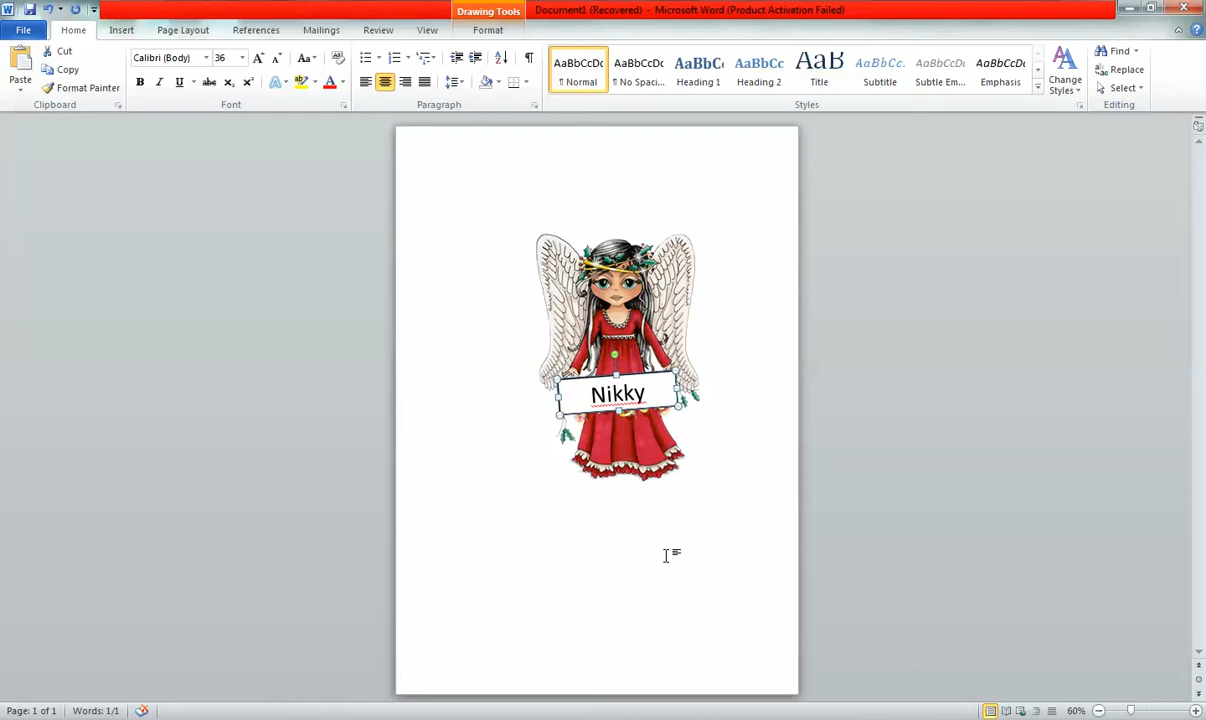 Drawing Tools
Document1 (Recovered) - Microsoft Word (Product Activation Failed)
File Home Insert Page Layout References Mailings Review View Format
Paste
Cut
Copy
Format Painter
Clipboard
Calibri (Body) 36
Font
Paragraph
AaBbCcDc AaBbCcDc AaBbC AaBbCc AaB AaBbCc. AaBbCcDc AaBbCcDc
¶ Normal ¶ No Spaci... Heading 1 Heading 2 Title Subtitle Subtle Em... Emphasis
Change Styles
Styles
Find
Replace
Select
Editing
Nikky
Page: 1 of 1 Words: 1/1 60%